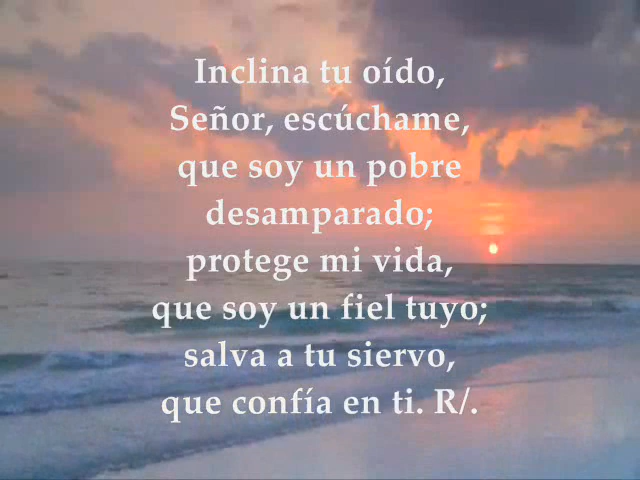 Inclina tu oído,
Señor, escúchame,
que soy un pobre
desamparado;
protege mi vida,
que soy un fiel tuyo;
salva a tu siervo,
que confía en ti. R/.